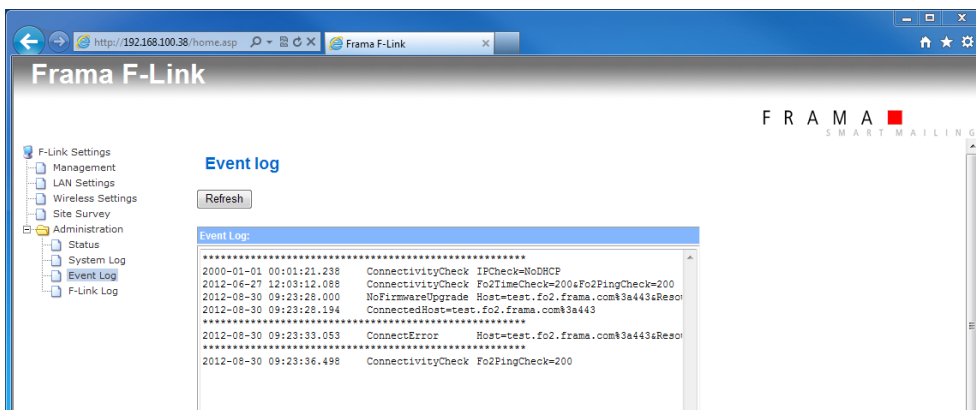 http://192.168.100.38/home.asp
Frama F-Link
Frama F-Link
FRAMA
SMART MAILING
F-Link Settings
Management
LAN Settings
Wireless Settings
Site Survey
Administration
Status
System Log
Event Log
F-Link Log
Event log
Refresh
Event Log:
******************************************************
2000-01-01 00:01:21.238 ConnectivityCheck IPCheck=NoDHCP
2012-06-27 12:03:12.088 ConnectivityCheck Fo2TimeCheck=200&Fo2PingCheck=200
2012-08-30 09:23:28.000 NoFirmwareUpgrade Host=test.fo2.frama.com%3a443&Resou
2012-08-30 09:23:28.194 ConnectedHost=test.fo2.frama.com%3a443
******************************************************
2012-08-30 09:23:33.053 ConnectError Host=test.fo2.frama.com%3a443&Resou
******************************************************
2012-08-30 09:23:36.498 ConnectivityCheck Fo2PingCheck=200